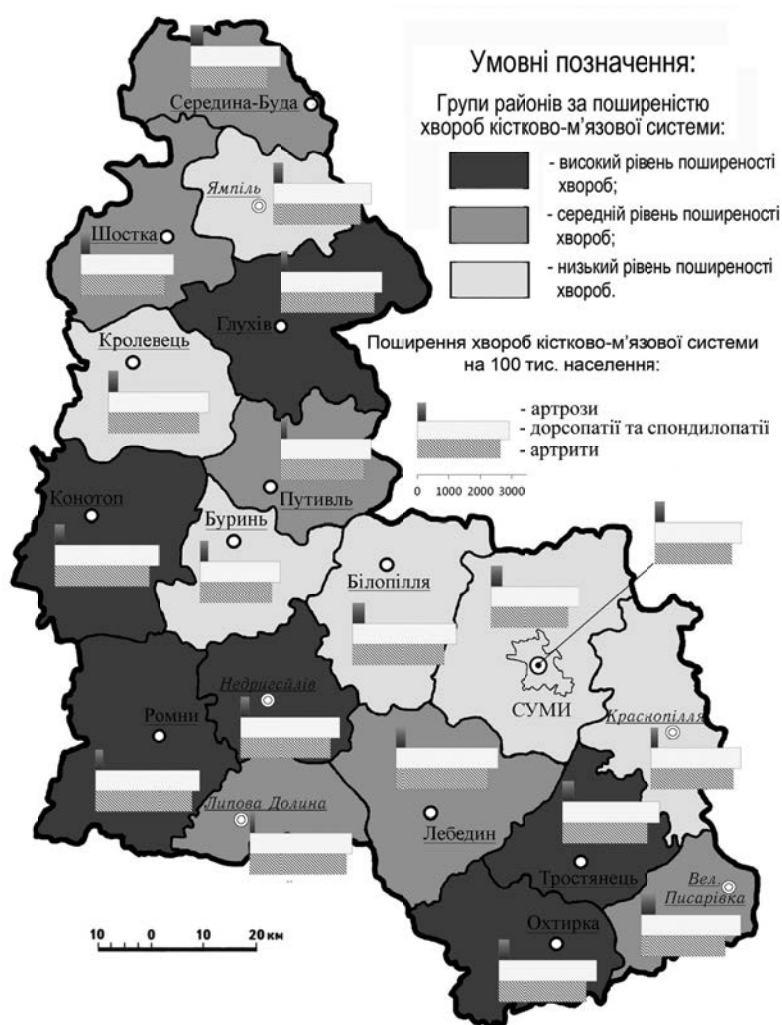 Умовні позначення:
Групи районів за поширеністю
хвороб кістково-м’язової системи:
- високий рівень поширеності
хвороб;
- середній рівень поширеності
хвороб;
- низький рівень поширеності
хвороб.
Поширення хвороб кістково-м’язової системи
на 100 тис. населення:
- артрози
- дорсопатії та спондилопатії
- артрити
0 1000 2000 3000
Середина-Буда
Ямпіль
Шостка
Глухів
Кролевець
Конотоп
Путивль
Буринь
Білопілля
СУМИ
Недригейлів
Ромни
Краснопілля
Липова Долина
Лебедин
Тростянець
Вел.
Писарівка
Охтирка
10 0 10 20 км